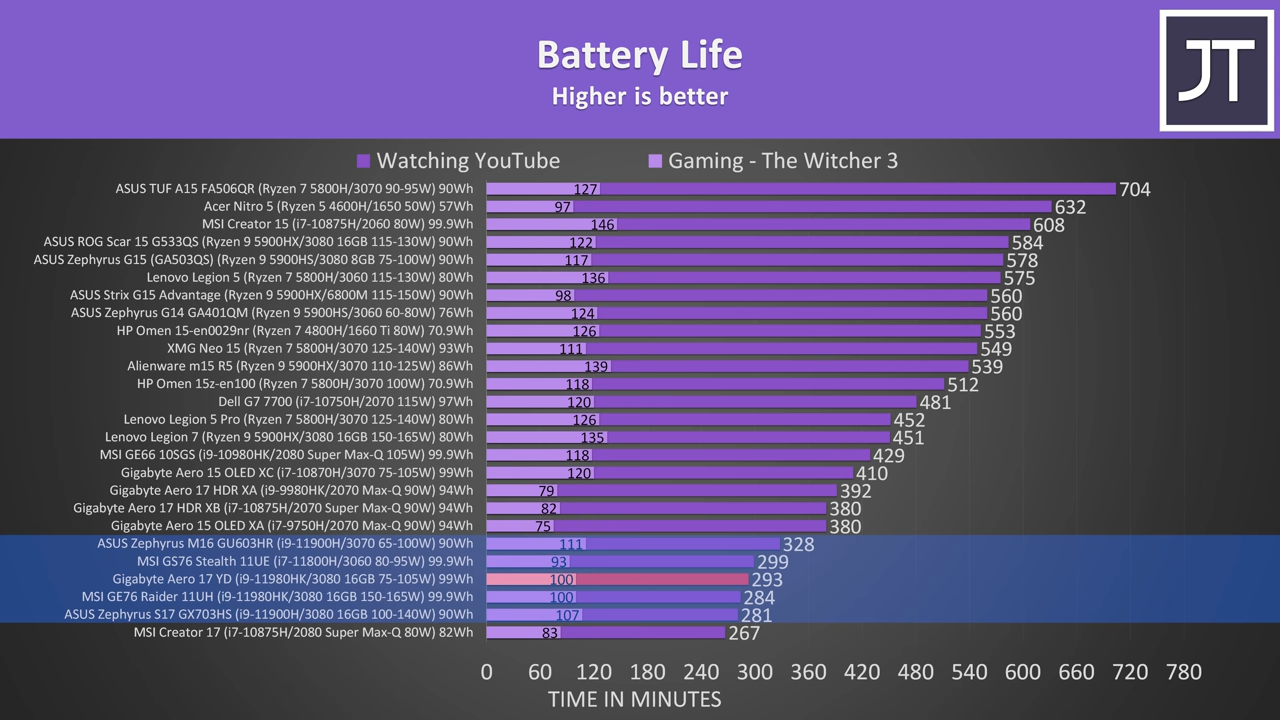 Battery Life
Higher is better
JT
Watching YouTube Gaming - The Witcher 3
ASUS TUF A15 FA506QR (Ryzen 7 5800H/3070 90-95W) 90Wh 127 704
Acer Nitro 5 (Ryzen 5 4600H/1650 50W) 57Wh 97 632
MSI Creator 15 (i7-10875H/2060 80W) 99.9Wh 146 608
ASUS ROG Scar 15 G533QS (Ryzen 9 5900HX/3080 16GB 115-130W) 90Wh 122 584
ASUS Zephyrus G15 (GA503QS) (Ryzen 9 5900HS/3080 8GB 75-100W) 90Wh 117 578
Lenovo Legion 5 (Ryzen 7 5800H/3060 115-130W) 80Wh 136 575
ASUS Strix G15 Advantage (Ryzen 9 5900HX/6800M 115-150W) 90Wh 98 560
ASUS Zephyrus G14 GA401QM (Ryzen 9 5900HS/3060 60-80W) 76Wh 124 560
HP Omen 15-en0029nr (Ryzen 7 4800H/1660 Ti 80W) 70.9Wh 126 553
XMG Neo 15 (Ryzen 7 5800H/3070 125-140W) 93Wh 111 549
Alienware m15 R5 (Ryzen 9 5900HX/3070 110-125W) 86Wh 139 539
HP Omen 15z-en100 (Ryzen 7 5800H/3070 100W) 70.9Wh 118 512
Dell G7 7700 (i7-10750H/2070 115W) 97Wh 120 481
Lenovo Legion 5 Pro (Ryzen 7 5800H/3070 125-140W) 80Wh 126 452
Lenovo Legion 7 (Ryzen 9 5900HX/3080 16GB 150-165W) 80Wh 135 451
MSI GE66 10SGS (i9-10980HK/2080 Super Max-Q 105W) 99.9Wh 118 429
Gigabyte Aero 15 OLED XC (i7-10870H/3070 75-105W) 99Wh 120 410
Gigabyte Aero 17 HDR XA (i9-9980HK/2070 Max-Q 90W) 94Wh 79 392
Gigabyte Aero 17 HDR XB (i7-10875H/2070 Super Max-Q 90W) 94Wh 82 380
Gigabyte Aero 15 OLED XA (i7-9750H/2070 Max-Q 90W) 94Wh 75 380
ASUS Zephyrus M16 GU603HR (i9-11900H/3070 65-100W) 90Wh 111 328
MSI GS76 Stealth 11UE (i7-11800H/3060 80-95W) 99.9Wh 93 299
Gigabyte Aero 17 YD (i9-11980HK/3080 16GB 75-105W) 99Wh 100 293
MSI GE76 Raider 11UH (i9-11980HK/3080 16GB 150-165W) 99.9Wh 100 284
ASUS Zephyrus S17 GX703HS (i9-11900H/3080 16GB 100-140W) 90Wh 107 281
MSI Creator 17 (i7-10875H/2080 Super Max-Q 80W) 82Wh 83 267
0 60 120 180 240 300 360 420 480 540 600 660 720 780
TIME IN MINUTES